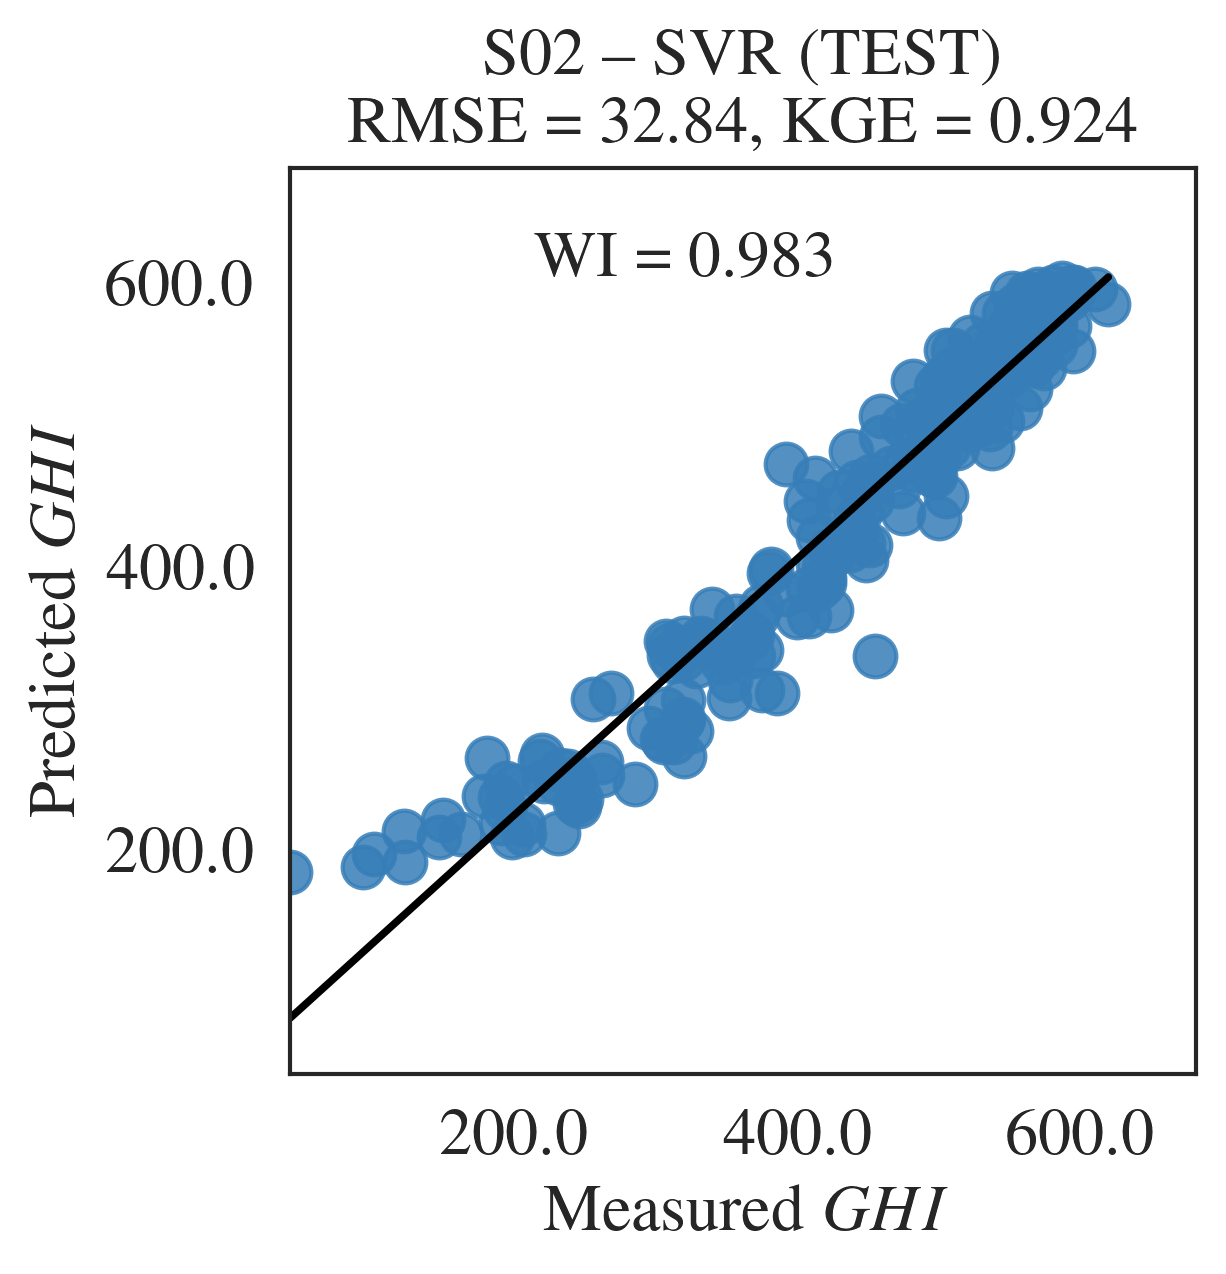 S02 – SVR (TEST)
RMSE = 32.84, KGE = 0.924
WI = 0.983
600.0
400.0
200.0
Predicted GHI
200.0 400.0 600.0
Measured GHI